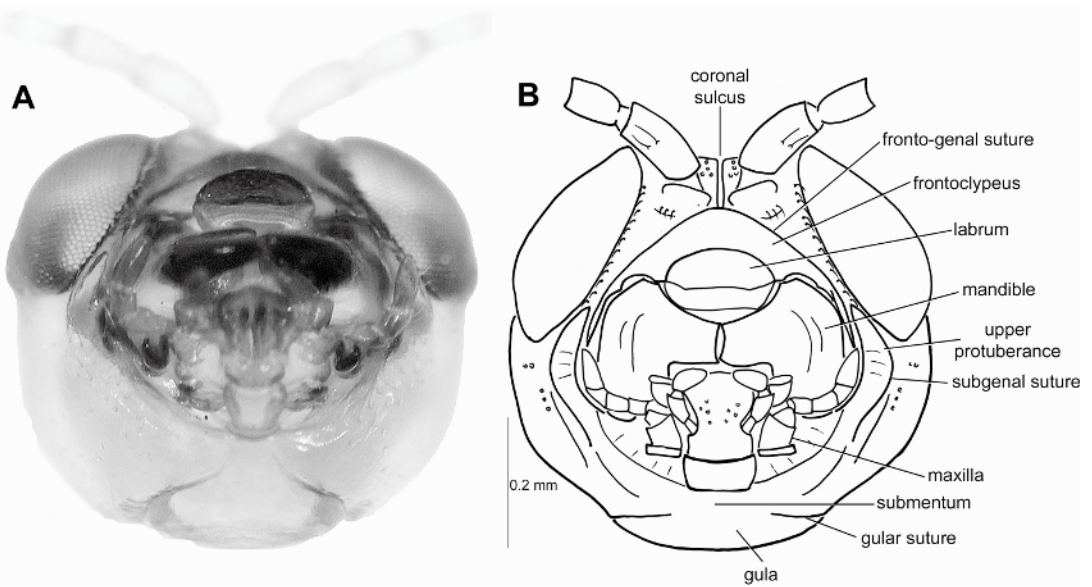 A
B
coronal
sulcus
fronto-genal suture
frontoclypeus
labrum
mandible
upper
protuberance
subgenal suture
maxilla
0.2 mm
submentum
gular suture
gula